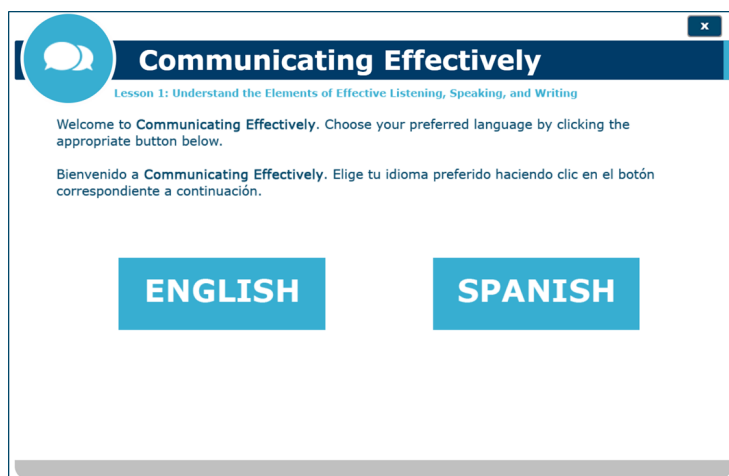 x
Communicating Effectively
Lesson 1: Understand the Elements of Effective Listening, Speaking, and Writing
Welcome to Communicating Effectively. Choose your preferred language by clicking the
appropriate button below.
Bienvenido a Communicating Effectively. Elige tu idioma preferido haciendo clic en el botón
correspondiente a continuación.
ENGLISH
SPANISH